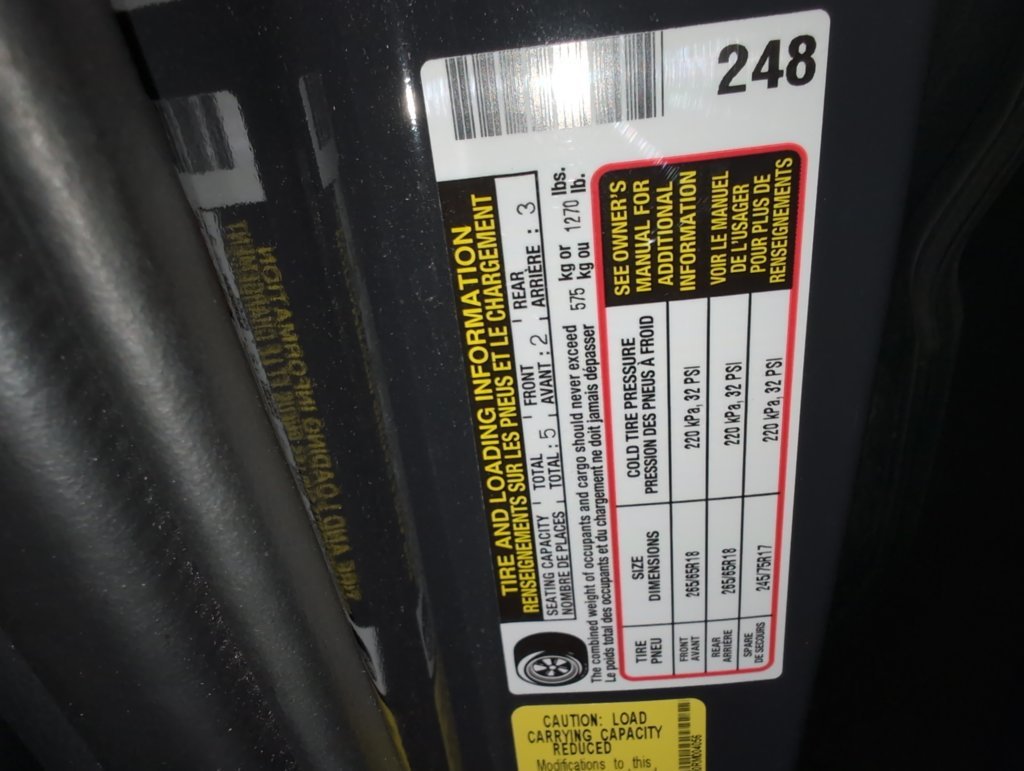 248
TIRE AND LOADING INFORMATION
RENSEIGNEMENTS SUR LES PNEUS ET LE CHARGEMENT
SEATING CAPACITY TOTAL FRONT REAR
NOMBRE DE PLACES TOTAL : 5 AVANT : 2 ARRIÈRE : 3
The combined weight of occupants and cargo should never exceed 575 kg or 1270 lbs.
Le poids total des occupants et du chargement ne doit jamais dépasser kg ou lb.
TIRE SIZE COLD TIRE PRESSURE
PNEU DIMENSIONS PRESSION DES PNEUS À FROID
FRONT
AVANT 265/65R18 220 kPa, 32 PSI
REAR
ARRIÈRE 265/65R18 220 kPa, 32 PSI
SPARE
DE SECOURS 245/75R17 220 kPa, 32 PSI
SEE OWNER'S
MANUAL FOR
ADDITIONAL
INFORMATION
VOIR LE MANUEL
DE L'USAGER
POUR PLUS DE
RENSEIGNEMENTS
CAUTION: LOAD
CARRYING CAPACITY
REDUCED
Modifications to this